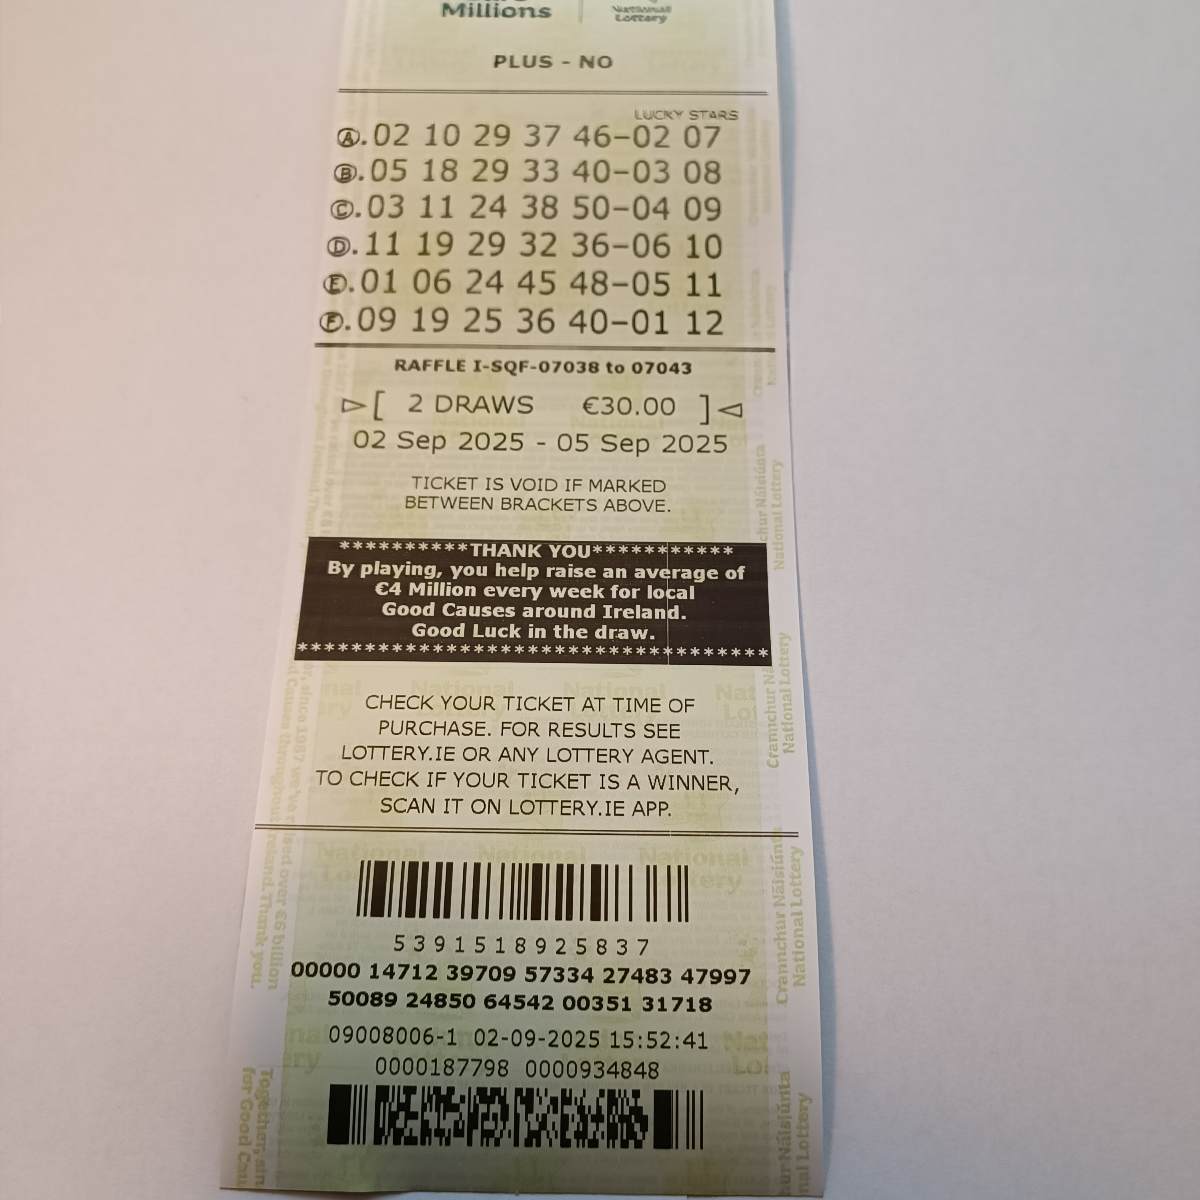 Millions
National
Lottery
PLUS - NO
LUCKY STARS
A.02 10 29 37 46-02 07
B.05 18 29 33 40-03 08
C.03 11 24 38 50-04 09
D.11 19 29 32 36-06 10
E.01 06 24 45 48-05 11
F.09 19 25 36 40-01 12
RAFFLE I-SQF-07038 to 07043
[ 2 DRAWS €30.00 ]
02 Sep 2025 - 05 Sep 2025
TICKET IS VOID IF MARKED
BETWEEN BRACKETS ABOVE.
**********THANK YOU***********
By playing, you help raise an average of
€4 Million every week for local
Good Causes around Ireland.
Good Luck in the draw.
***********************************
CHECK YOUR TICKET AT TIME OF
PURCHASE. FOR RESULTS SEE
LOTTERY.IE OR ANY LOTTERY AGENT.
TO CHECK IF YOUR TICKET IS A WINNER,
SCAN IT ON LOTTERY.IE APP.
5391518925837
00000 14712 39709 57334 27483 47997
50089 24850 64542 00351 31718
09008006-1 02-09-2025 15:52:41
0000187798 0000934848
Crannchur Náisiúnta
National Lottery